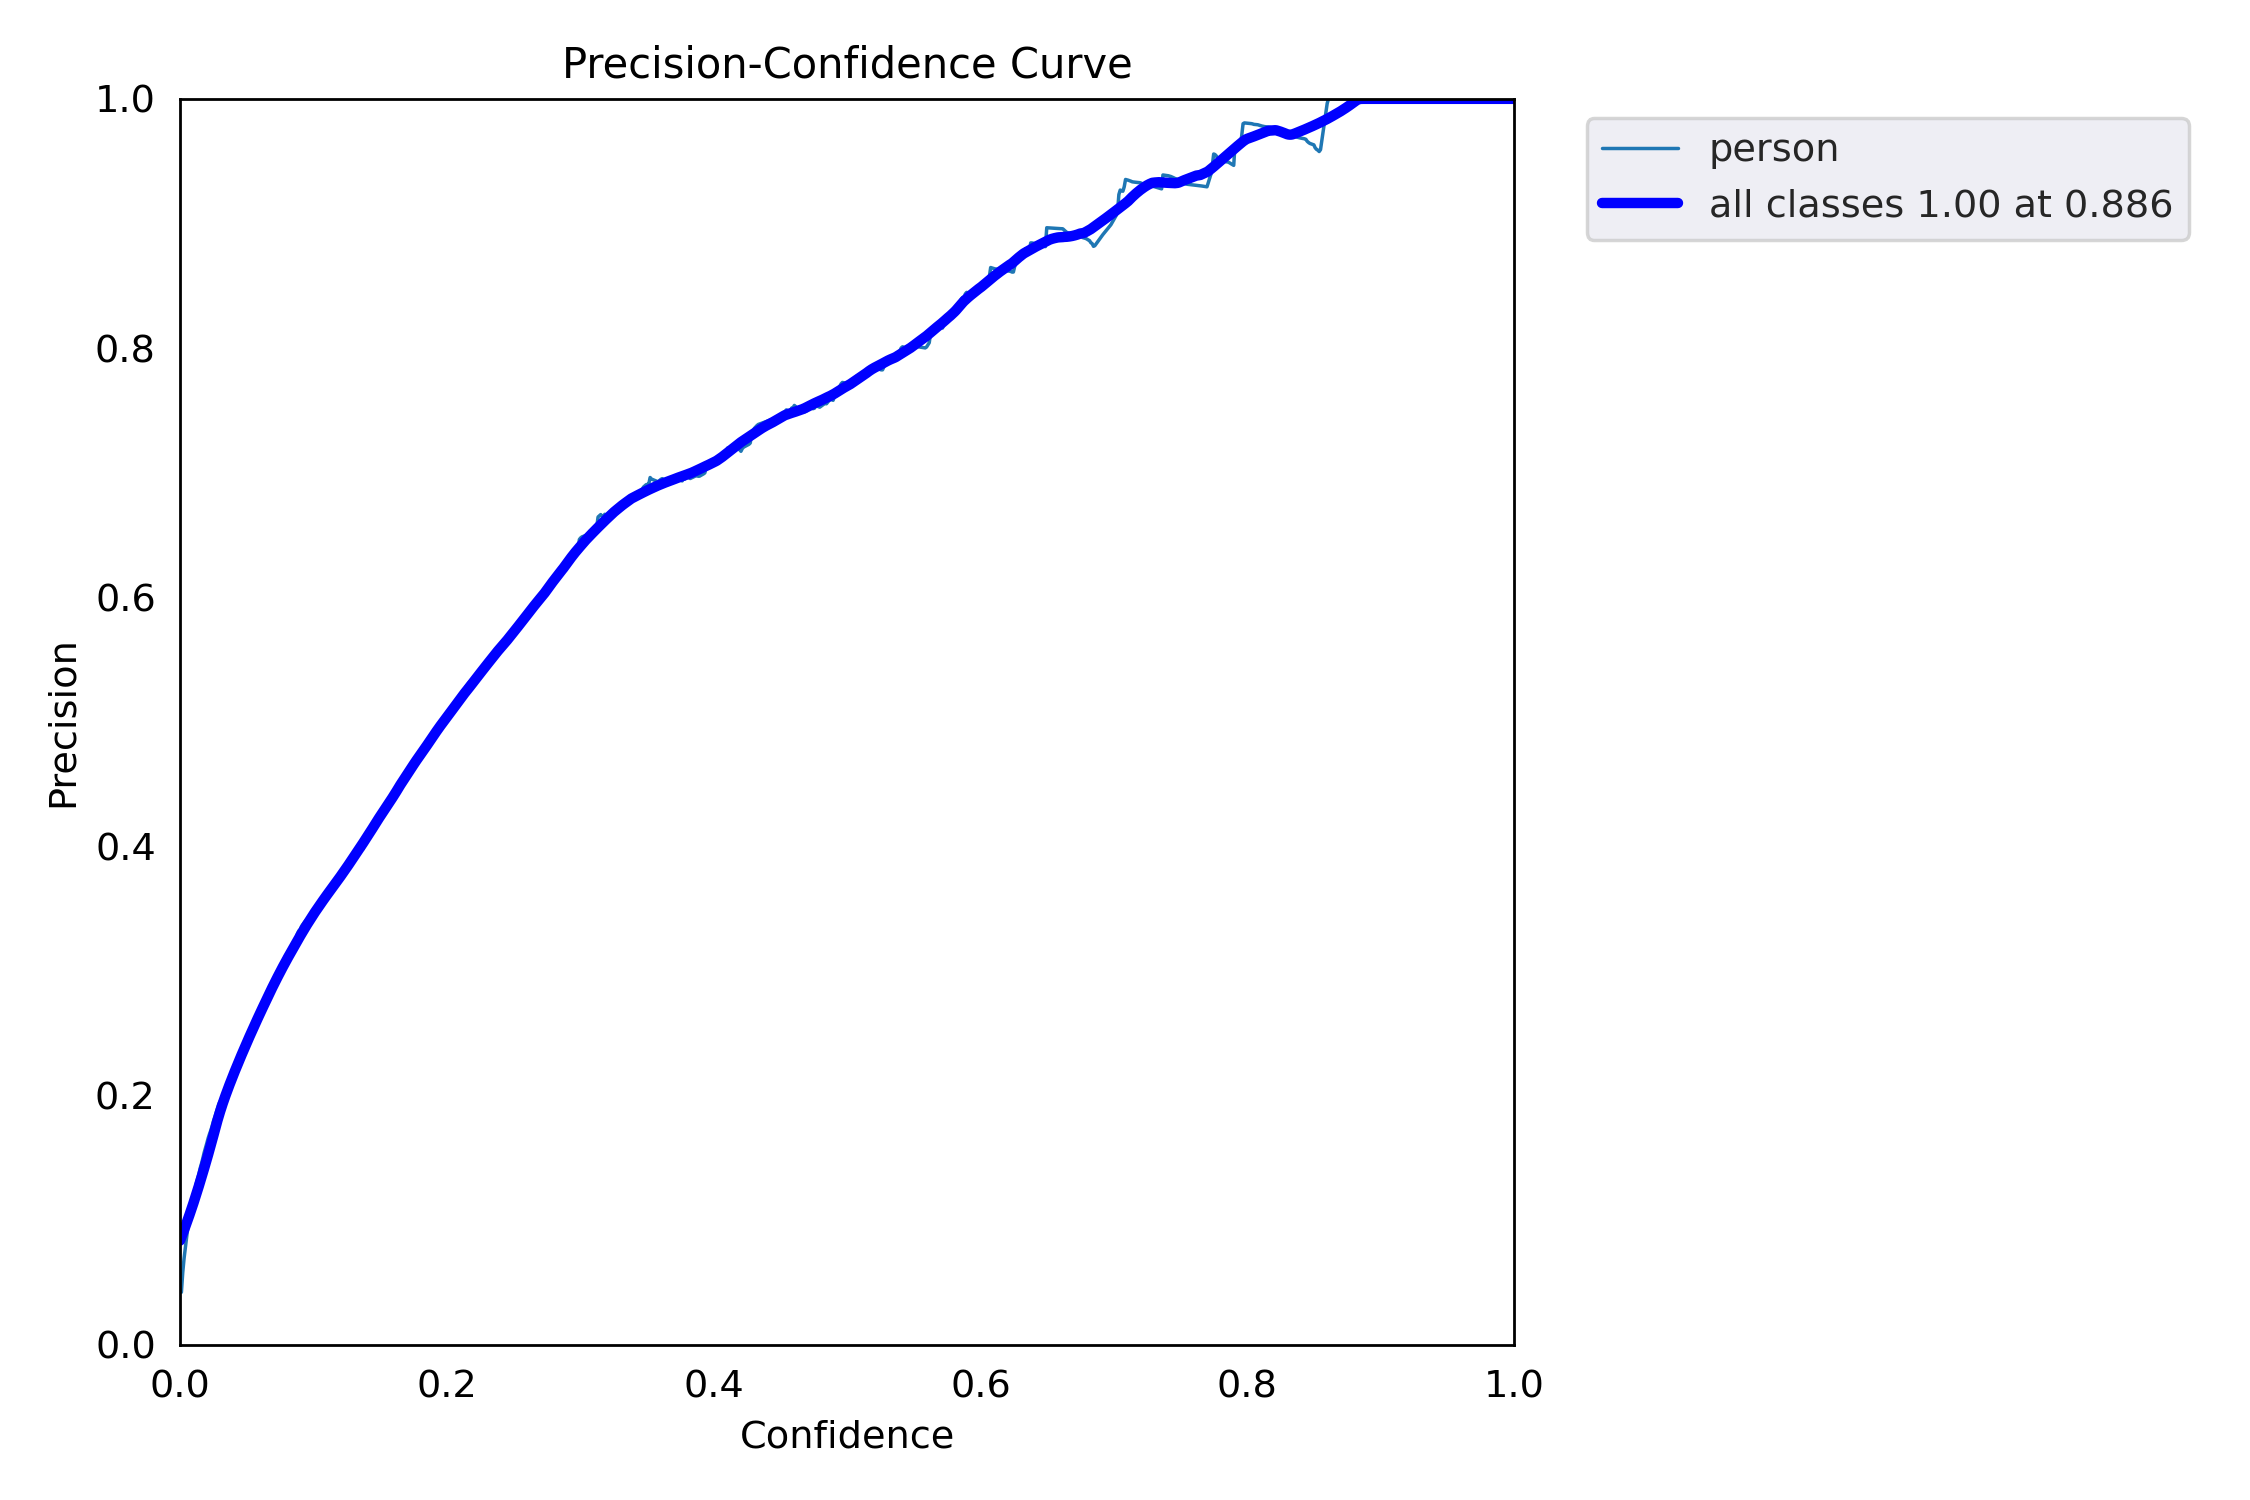 Precision-Confidence Curve
1.0
0.8
0.6
0.4
0.2
0.0
Precision
0.0 0.2 0.4 0.6 0.8 1.0
Confidence
person
all classes 1.00 at 0.886